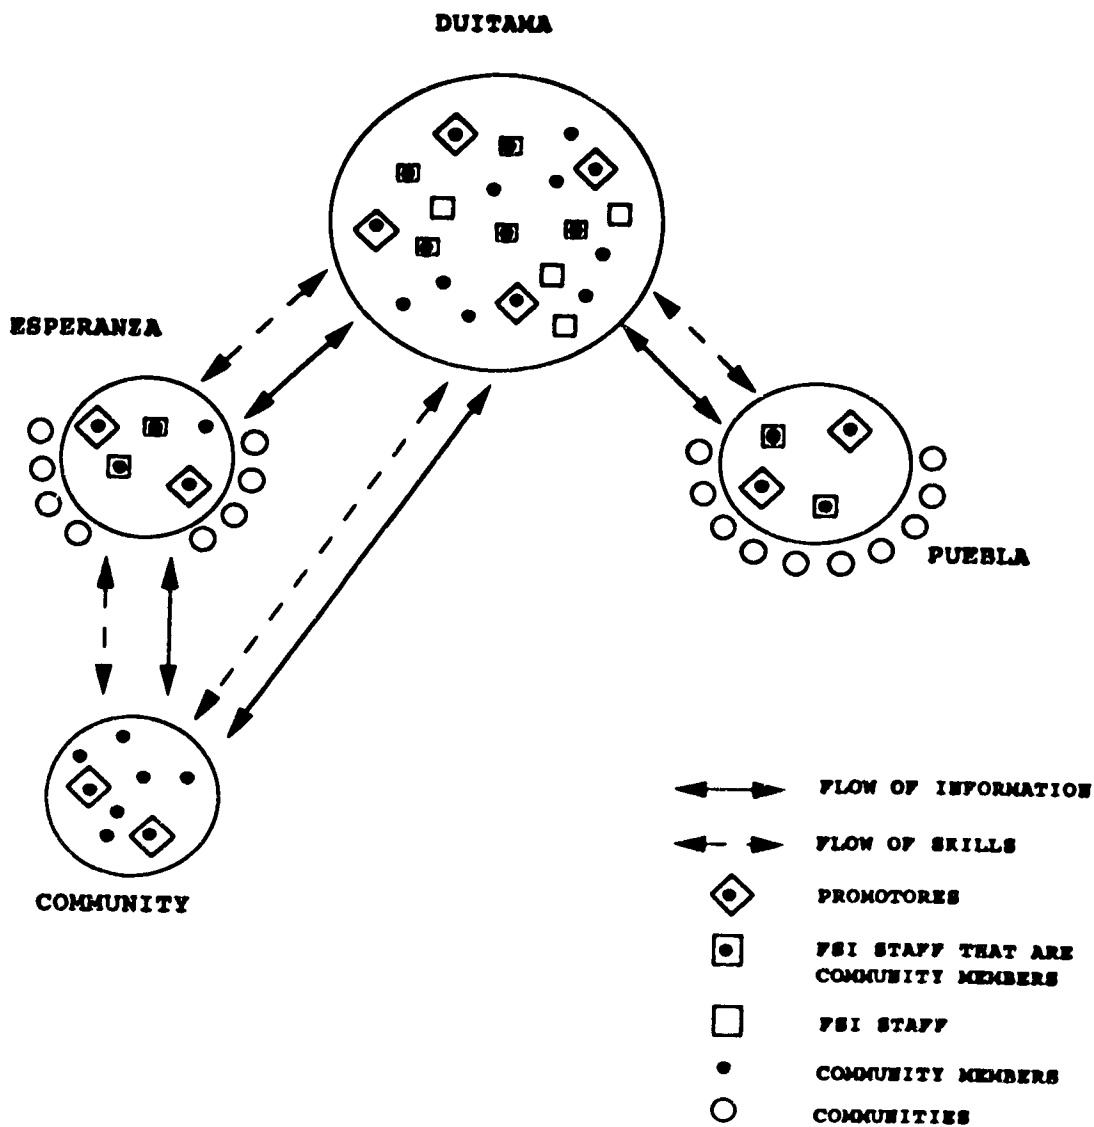 DUITAMA
ESPERANZA
PUEBLA
COMMUNITY
FLOW OF INFORMATION
FLOW OF SKILLS
PROMOTORES
FSI STAFF THAT ARE
COMMUNITY MEMBERS
FSI STAFF
COMMUNITY MEMBERS
COMMUNITIES